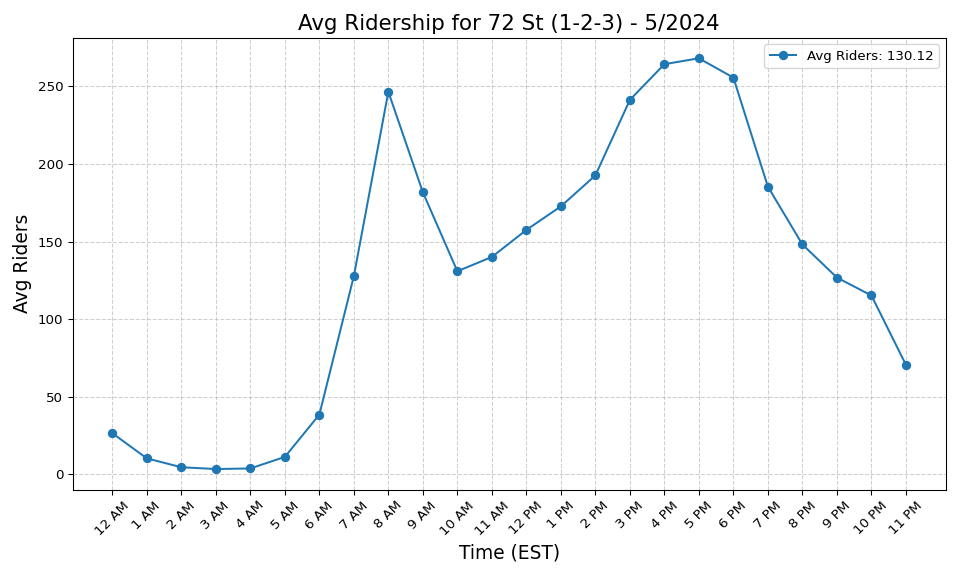 Avg Ridership for 72 St (1-2-3) - 5/2024
Avg Riders: 130.12
Avg Riders
250
200
150
100
50
0
12 AM 1 AM 2 AM 3 AM 4 AM 5 AM 6 AM 7 AM 8 AM 9 AM 10 AM 11 AM 12 PM 1 PM 2 PM 3 PM 4 PM 5 PM 6 PM 7 PM 8 PM 9 PM 10 PM 11 PM
Time (EST)